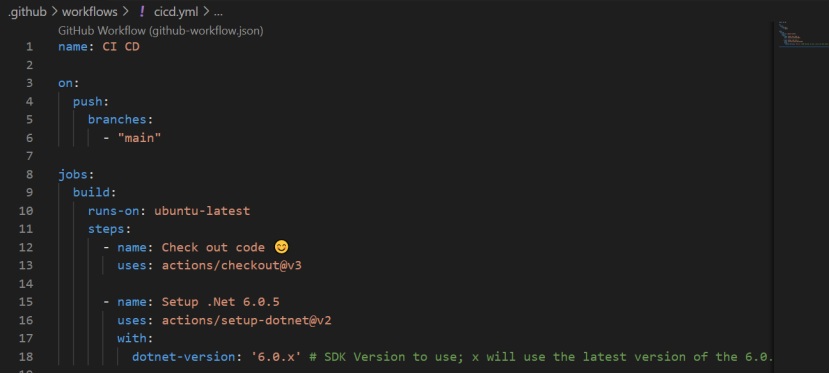 .github > workflows > ! cicd.yml > ...
GitHub Workflow (github-workflow.json)
1 name: CI CD
2
3 on:
4   push:
5     branches:
6       - "main"
7
8 jobs:
9   build:
10     runs-on: ubuntu-latest
11     steps:
12       - name: Check out code 😊
13         uses: actions/checkout@v3
14
15       - name: Setup .Net 6.0.5
16         uses: actions/setup-dotnet@v2
17         with:
18           dotnet-version: '6.0.x' # SDK Version to use; x will use the latest version of the 6.0.